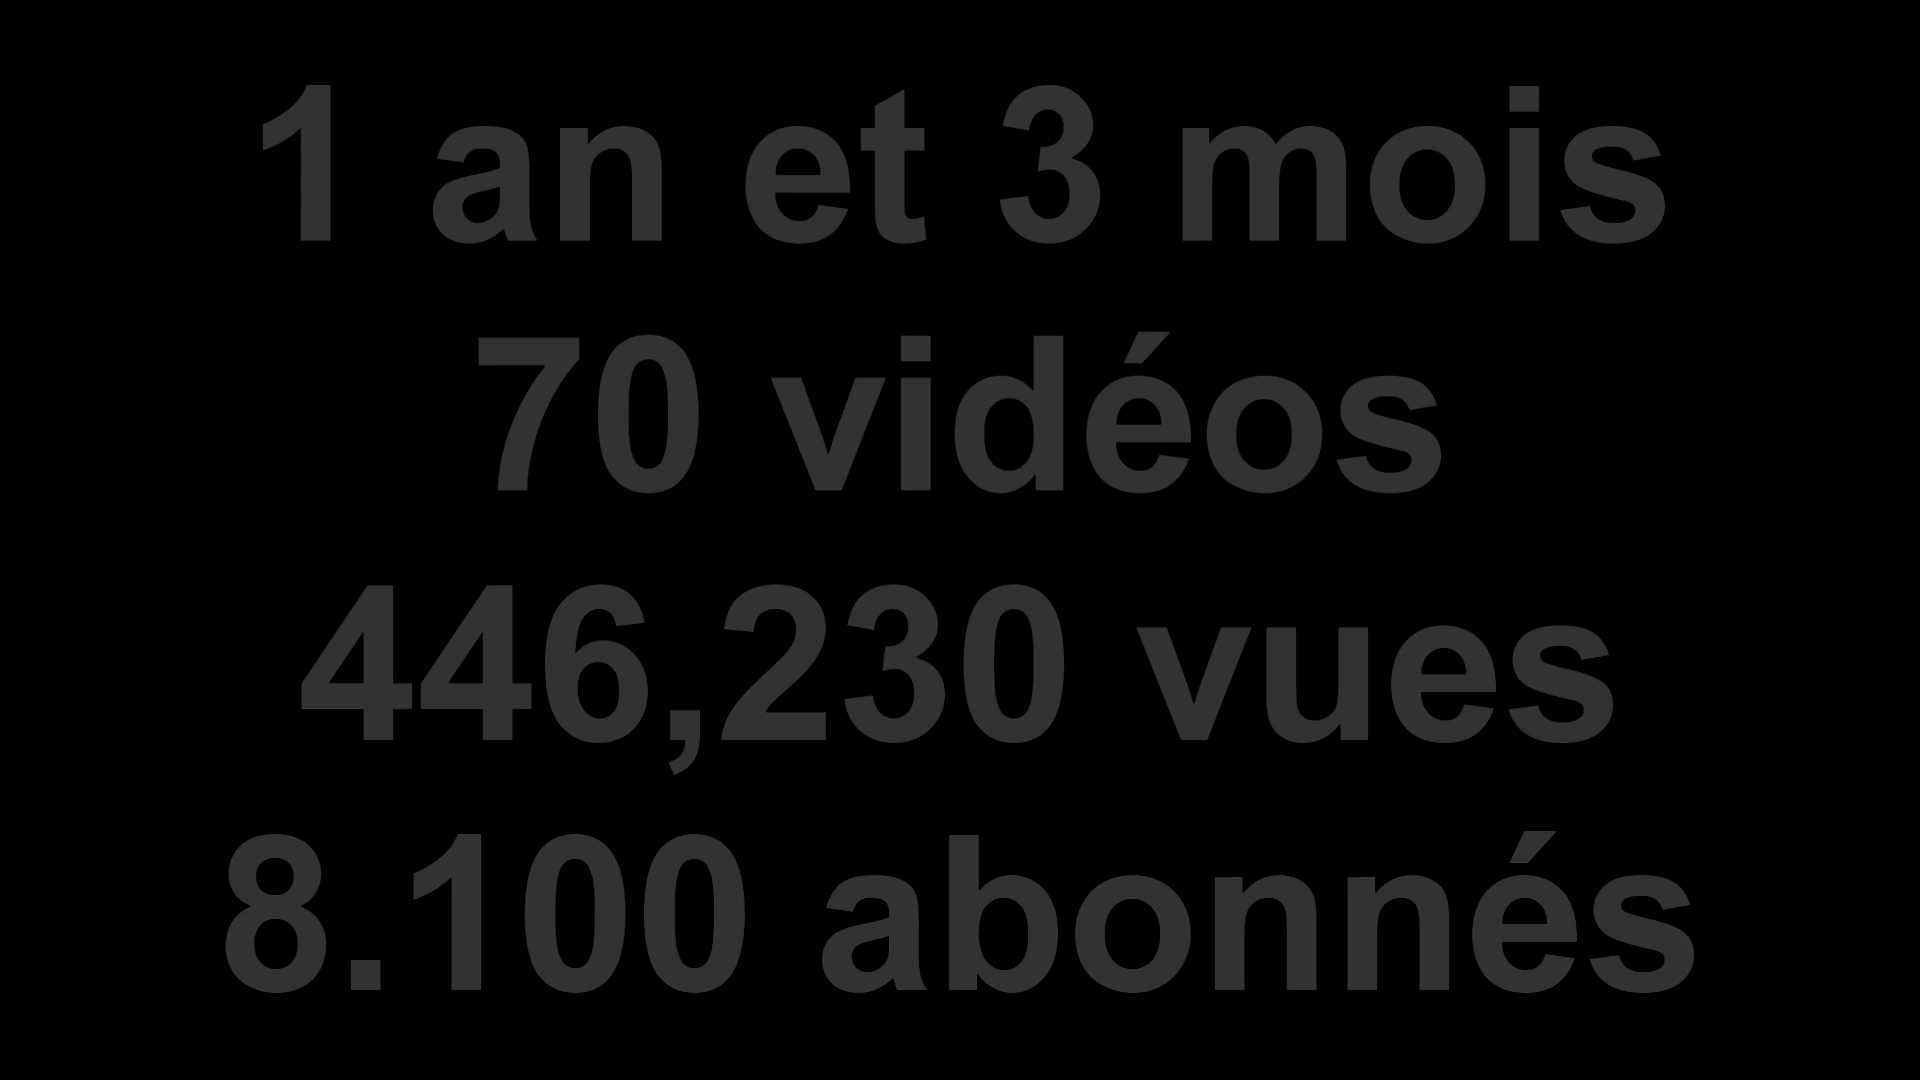 1 an et 3 mois
70 vidéos
446,230 vues
8.100 abonnés